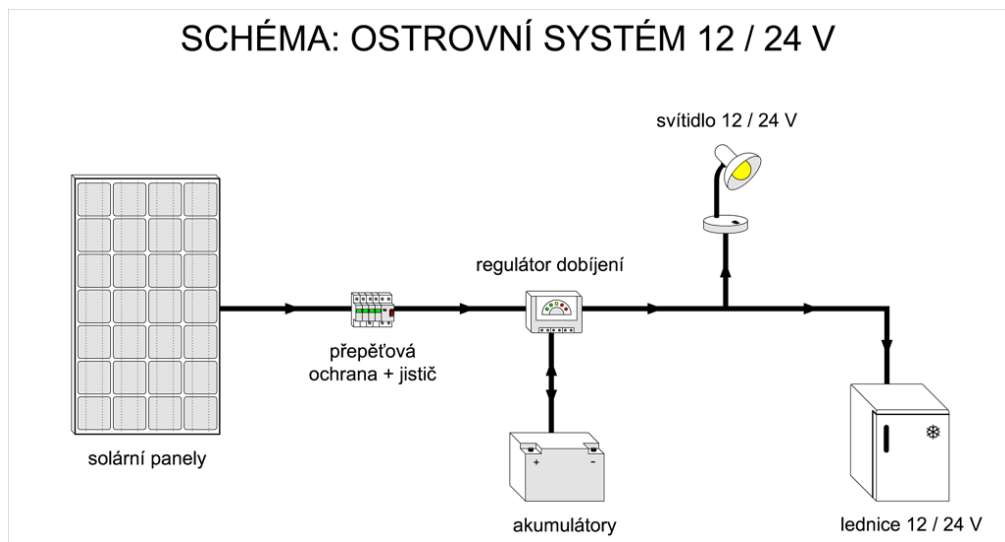 SCHÉMA: OSTROVNÍ SYSTÉM 12 / 24 V
svítidlo 12 / 24 V
regulátor dobíjení
přepěťová
ochrana + jistič
solární panely
+ -
akumulátory
lednice 12 / 24 V